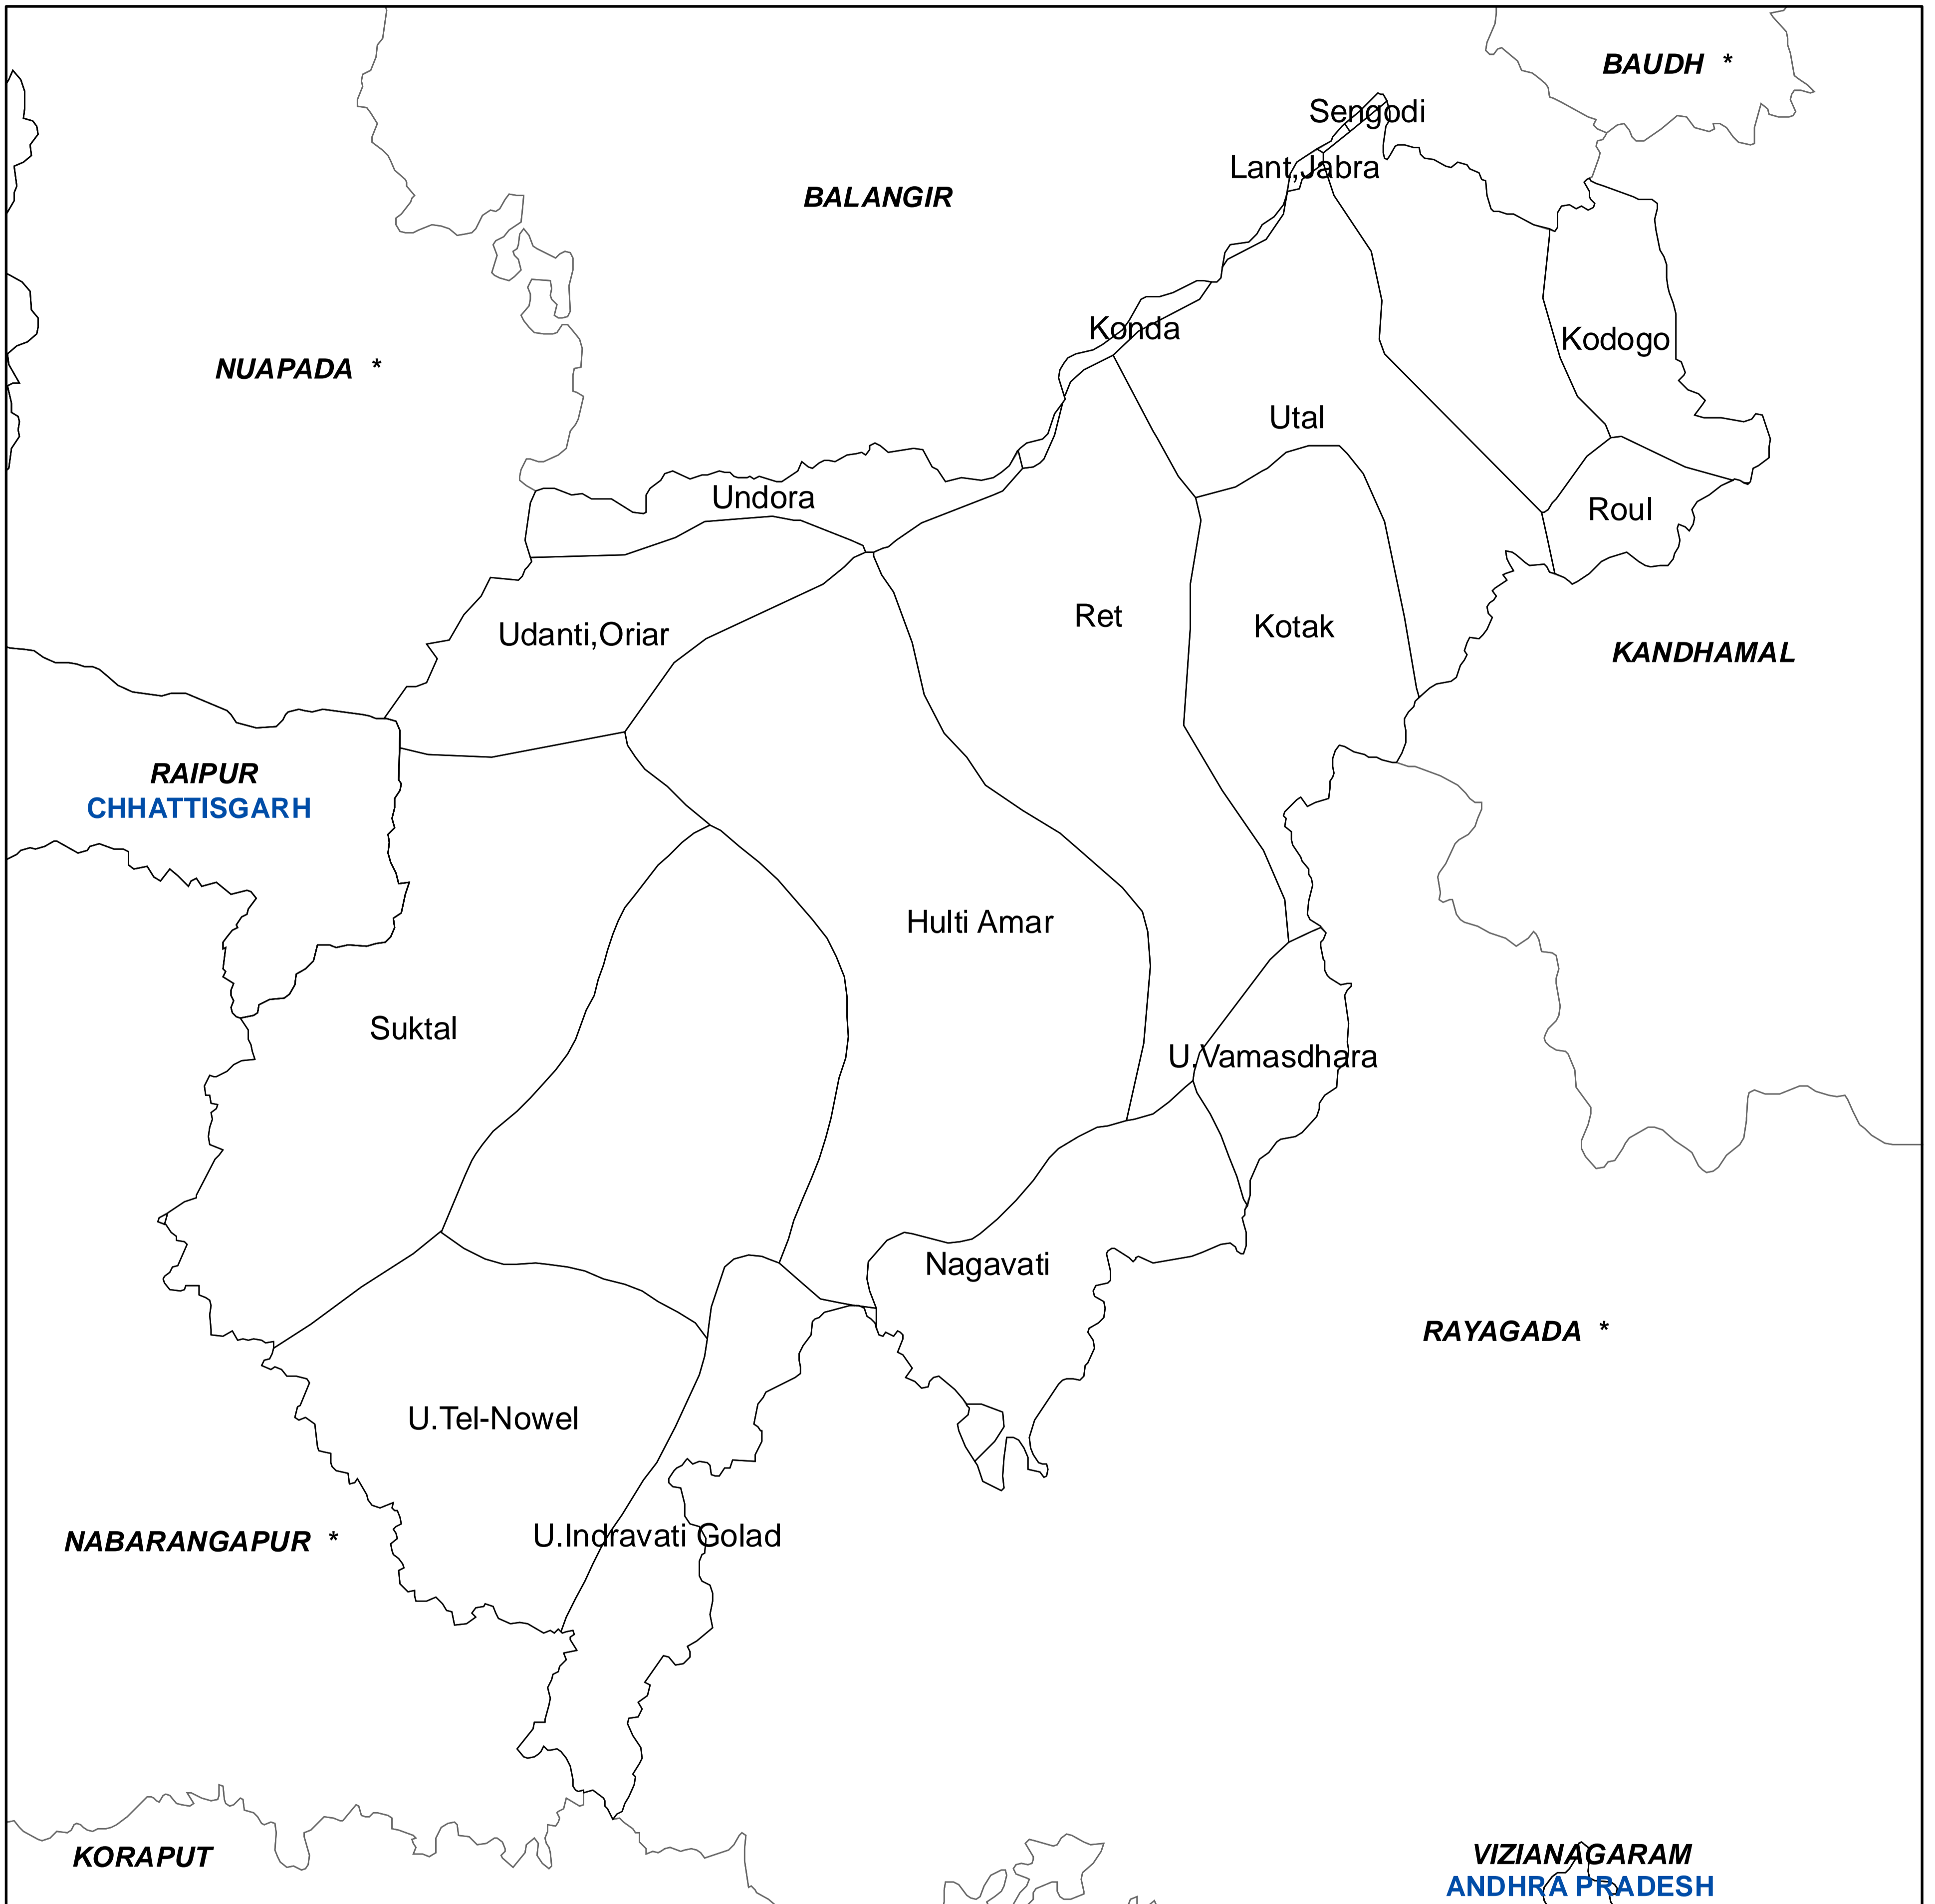 BAUDH *
Sengodi
Lant,Jabra
BALANGIR
Konda
Kodogo
NUAPADA *
Utal
Undora
Roul
Ret
Kotak
Udanti,Oriar
KANDHAMAL
RAIPUR
CHHATTISGARH
Hulti Amar
Suktal
U.Vamasdhara
Nagavati
RAYAGADA *
U.Tel-Nowel
U.Indravati Golad
NABARANGAPUR *
KORAPUT
VIZIANAGARAM
ANDHRA PRADESH